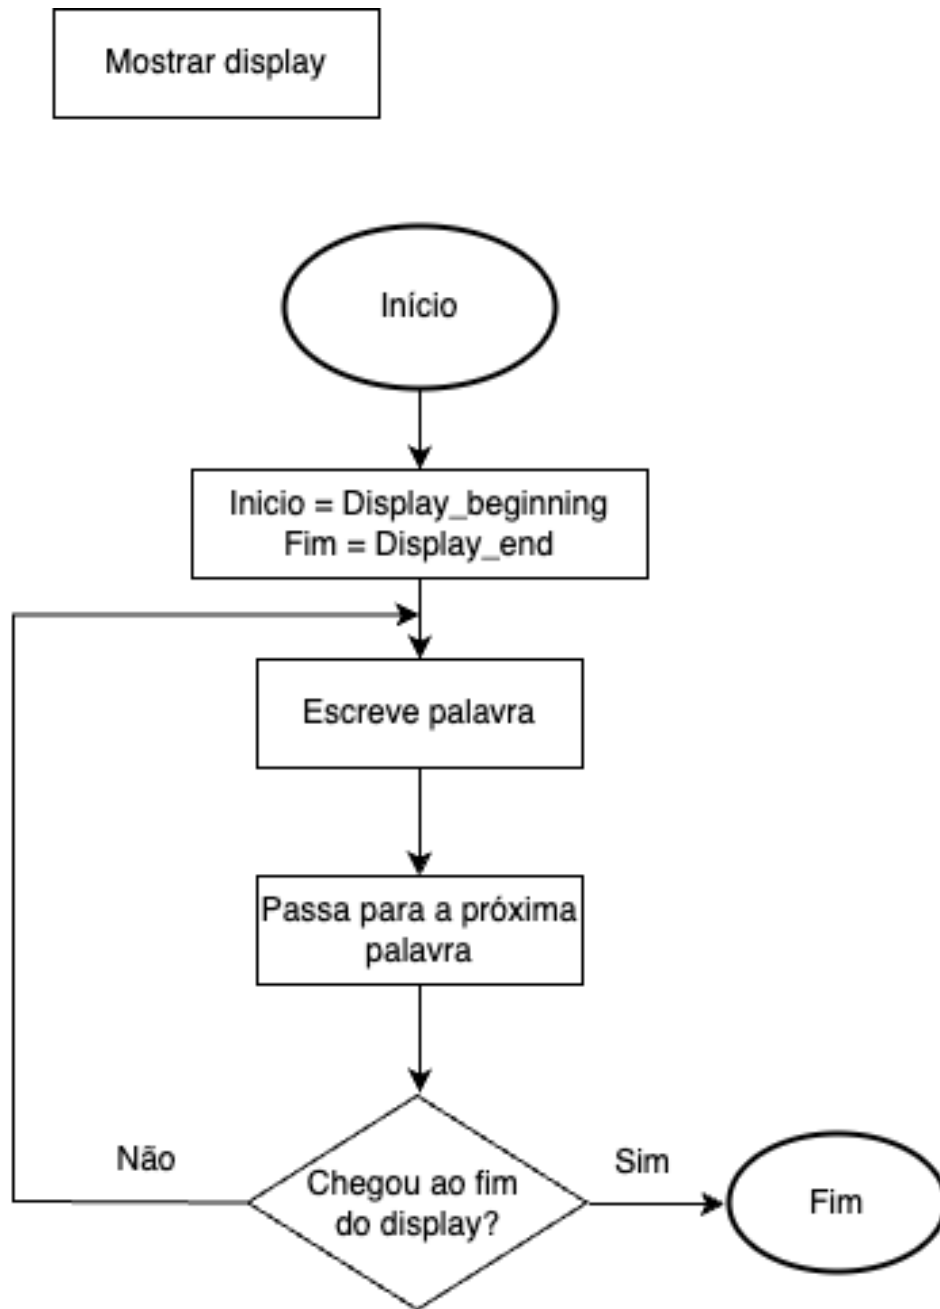 Mostrar display
Início
Inicio = Display_beginning
Fim = Display_end
Escreve palavra
Passa para a próxima
palavra
Chegou ao fim
do display?
Não
Sim
Fim